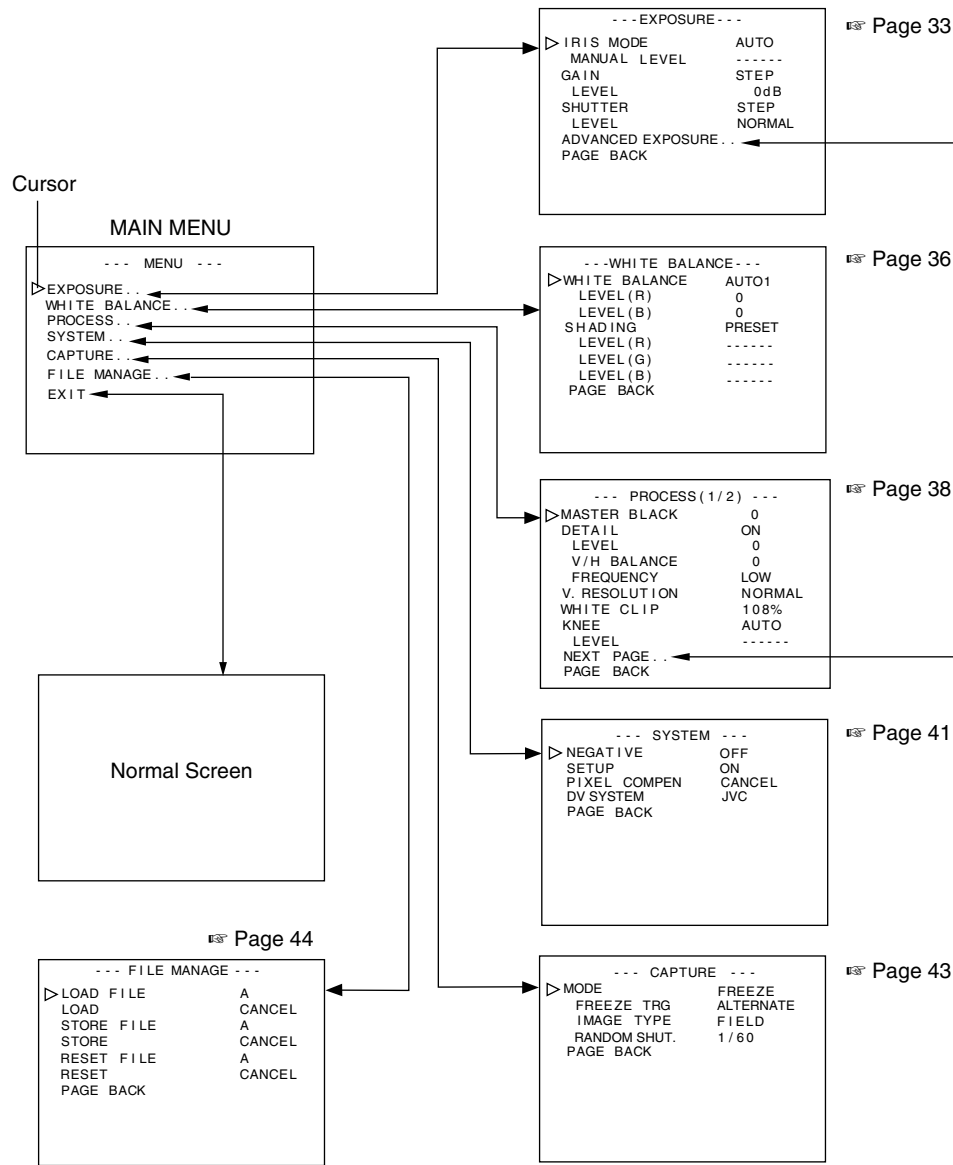 Cursor
MAIN MENU
--- MENU ---
EXPOSURE..
WHITE BALANCE..
PROCESS..
SYSTEM..
CAPTURE..
FILE MANAGE..
EXIT
Normal Screen
☞ Page 44
--- FILE MANAGE ---
LOAD FILE A
LOAD CANCEL
STORE FILE A
STORE CANCEL
RESET FILE A
RESET CANCEL
PAGE BACK
☞ Page 33
---EXPOSURE---
IRIS MODE AUTO
MANUAL LEVEL ------
GAIN STEP
LEVEL 0dB
SHUTTER STEP
LEVEL NORMAL
ADVANCED EXPOSURE..
PAGE BACK
☞ Page 36
---WHITE BALANCE---
WHITE BALANCE AUTO1
LEVEL(R) 0
LEVEL(B) 0
SHADING PRESET
LEVEL(R) ------
LEVEL(G) ------
LEVEL(B) ------
PAGE BACK
☞ Page 38
--- PROCESS(1/2) ---
MASTER BLACK 0
DETAIL ON
LEVEL 0
V/H BALANCE 0
FREQUENCY LOW
V. RESOLUTION NORMAL
WHITE CLIP 108%
KNEE AUTO
LEVEL ------
NEXT PAGE..
PAGE BACK
☞ Page 41
--- SYSTEM ---
NEGATIVE OFF
SETUP ON
PIXEL COMPEN CANCEL
DV SYSTEM JVC
PAGE BACK
☞ Page 43
--- CAPTURE ---
MODE FREEZE
FREEZE TRG ALTERNATE
IMAGE TYPE FIELD
RANDOM SHUT. 1/60
PAGE BACK